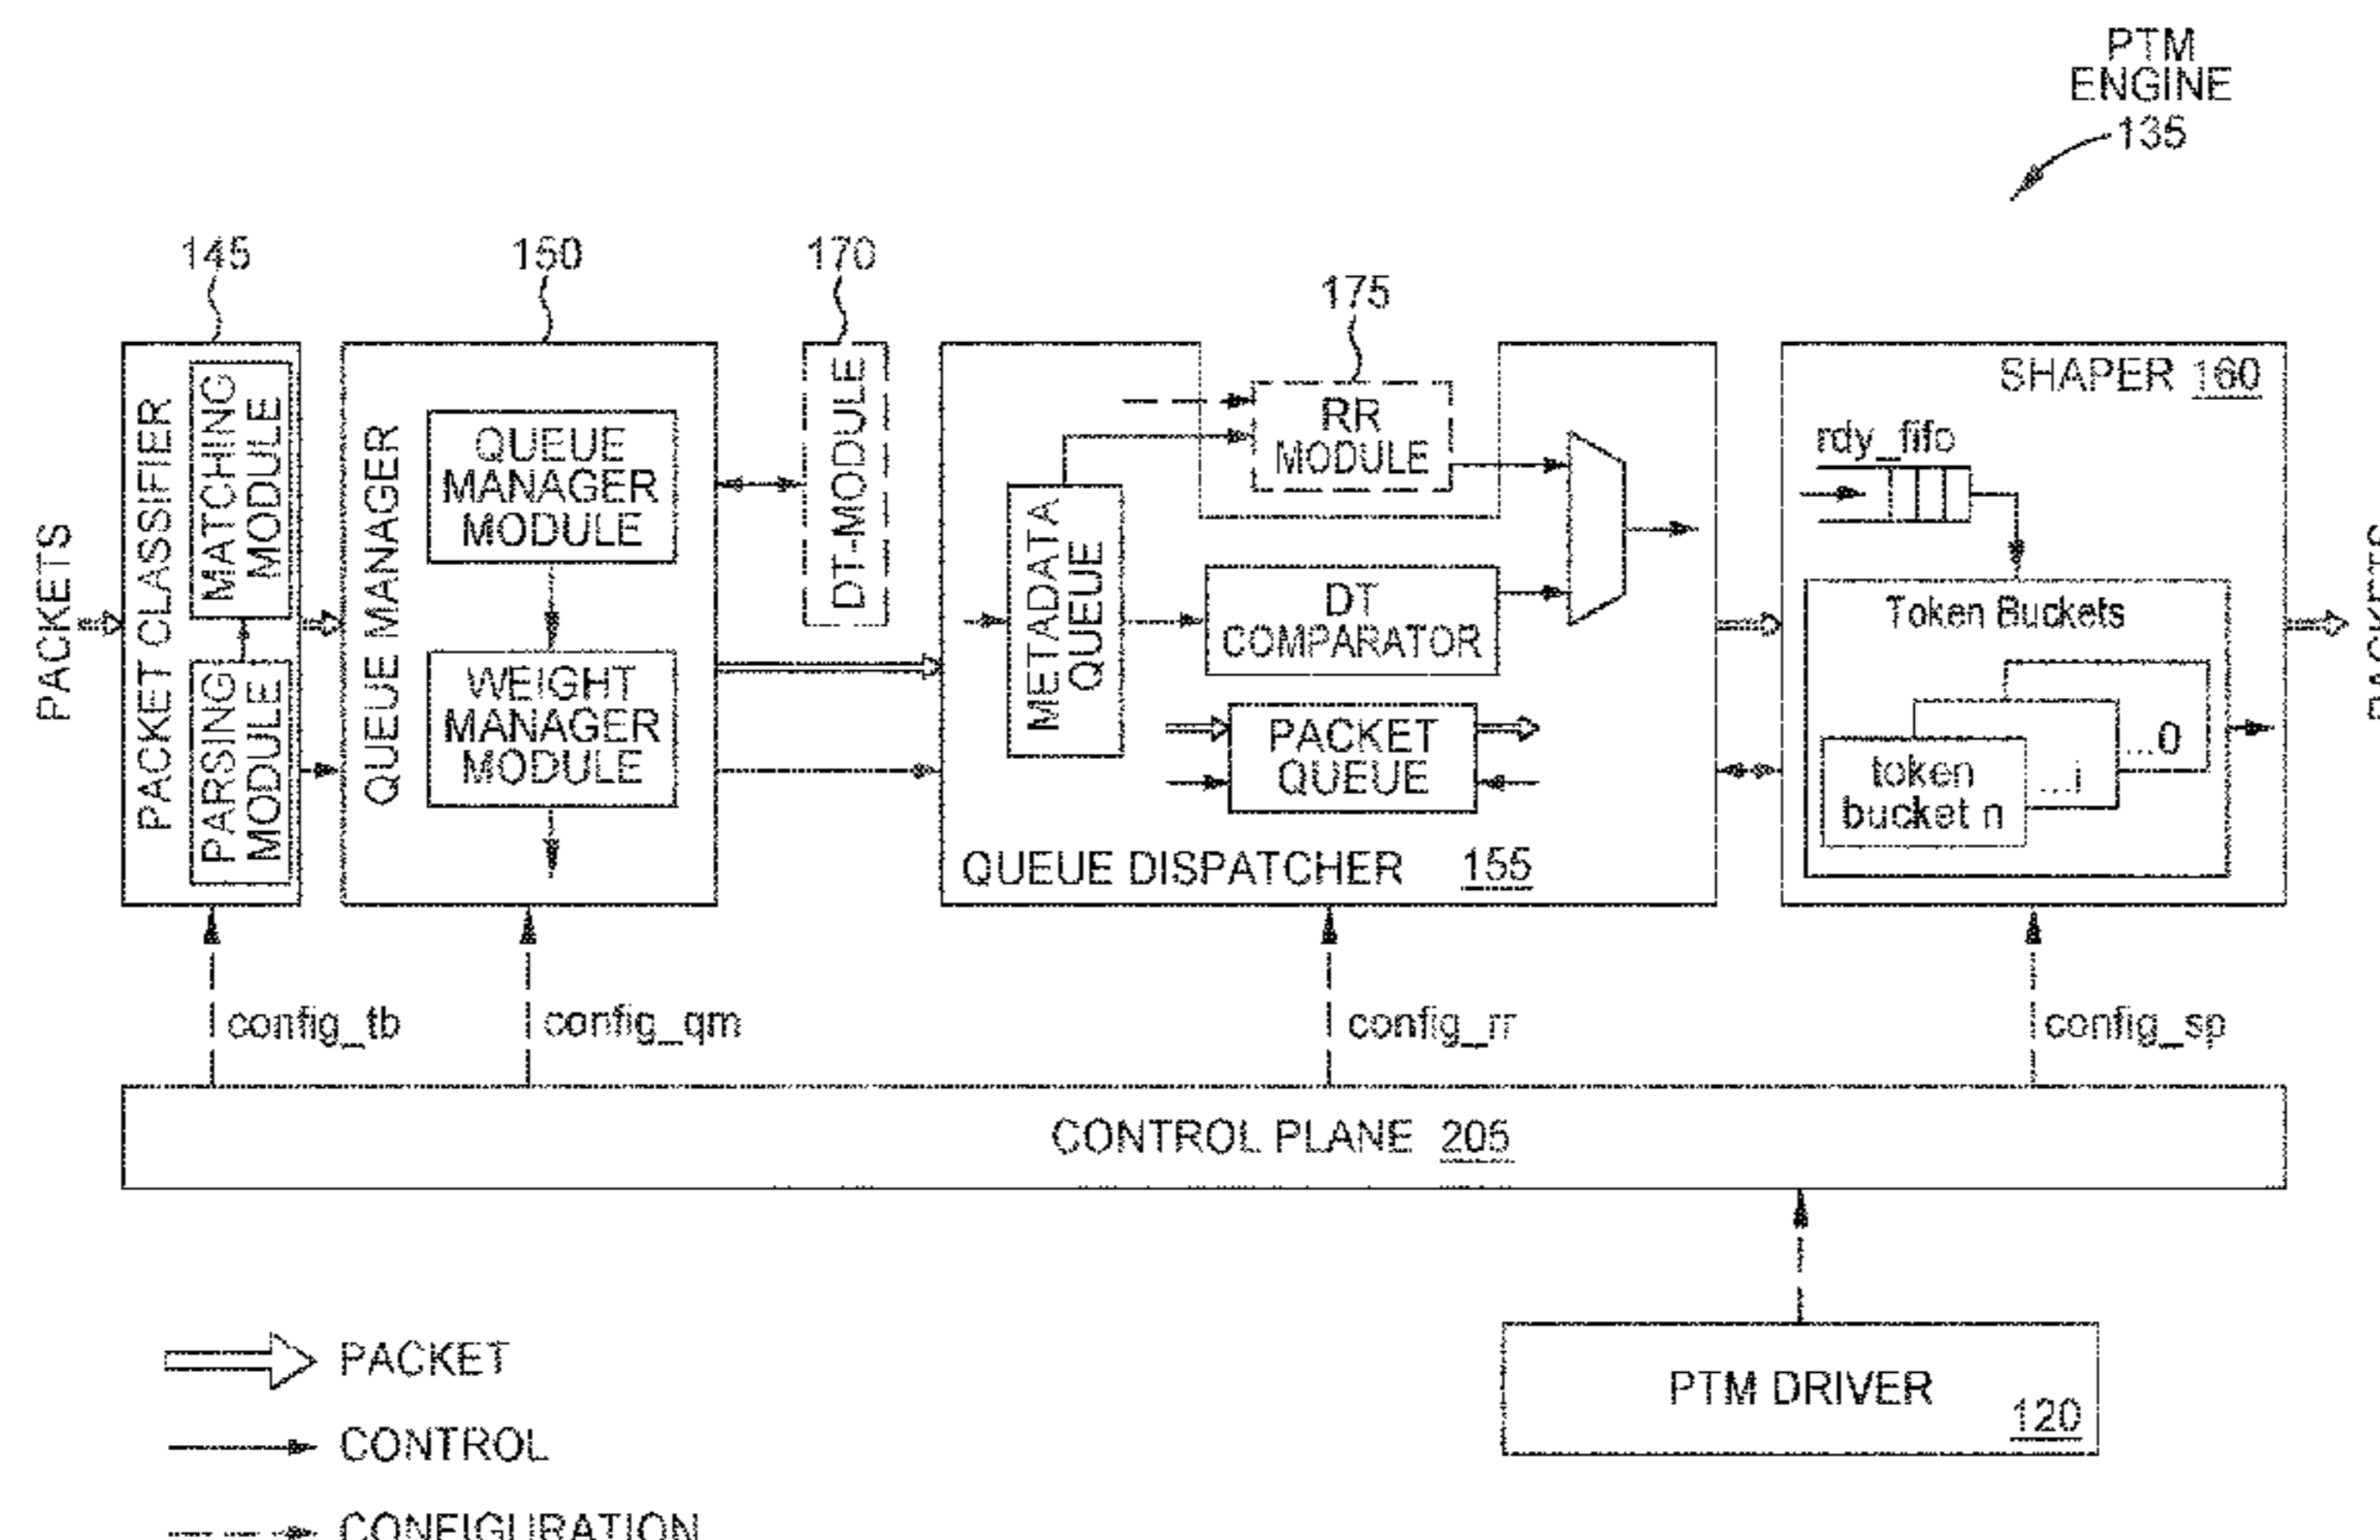 PTM
ENGINE
135
145
150
170
175
PACKETS
PACKET CLASSIFIER
MATCHING
MODULE
PARSING
MODULE
QUEUE MANAGER
QUEUE
MANAGER
MODULE
WEIGHT
MANAGER
MODULE
DT-MODULE
METADATA
QUEUE
RR
MODULE
DT
COMPARATOR
PACKET
QUEUE
QUEUE DISPATCHER 155
SHAPER 160
rdy_fifo
Token Buckets
token
bucket n
...i
...0
PACKETS
config_tb
config_qm
config_rr
config_sp
CONTROL PLANE 205
PTM DRIVER
120
PACKET
CONTROL
CONFIGURATION